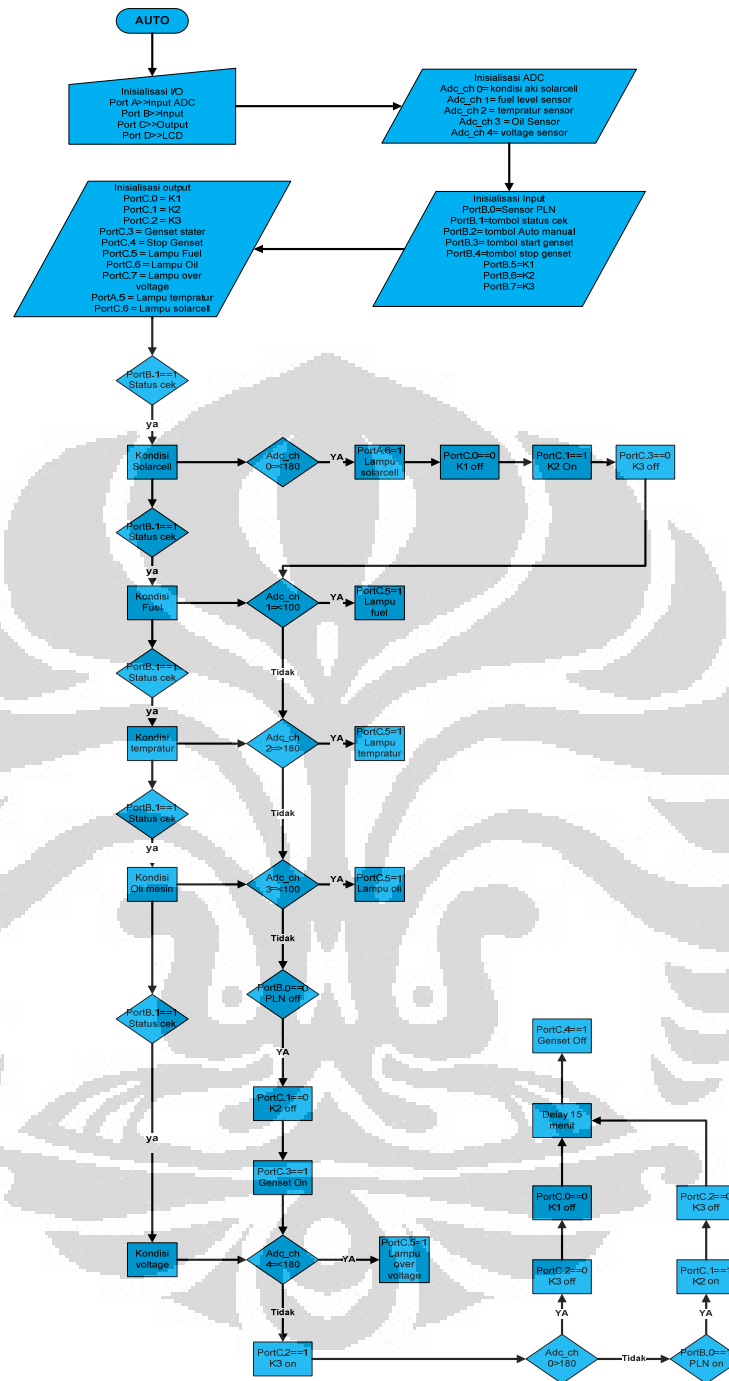 AUTO
Inisialisasi I/O
Port A>>Input ADC
Port B>>Input
Port C>>Output
Port D>>LCD
Inisialisasi ADC
Adc_ch 0= kondisi aki solarcell
Adc_ch 1= fuel level sensor
Adc_ch 2 = tempratur sensor
Adc_ch 3 = Oil Sensor
Adc_ch 4= voltage sensor
Inisialisasi output
PortC.0 = K1
PortC.1 = K2
PortC.2 = K3
PortC.3 = Genset stater
PortC.4 = Stop Genset
PortC.5 = Lampu Fuel
PortC.6 = Lampu Oil
PortC.7 = Lampu over
voltage
PortA.5 = Lampu tempratur
PortC.6 = Lampu solarcell
Inisialisasi Input
PortB.0=Sensor PLN
PortB.1=tombol status cek
PortB.2= tombol Auto manual
PortB.3= tombol start genset
PortB.4=tombol stop genset
PortB.5=K1
PortB.6=K2
PortB.7=K3
PortB.1==1
Status cek
ya
Kondisi
Solarcell
Adc_ch
0=<180
YA
PortA.6=1
Lampu
solarcell
PortC.0==0
K1 off
PortC.1==1
K2 On
PortC.3==0
K3 off
PortB.1==1
Status cek
ya
Kondisi
Fuel
Adc_ch
1=<100
YA
PortC.5=1
Lampu
fuel
PortB.1==1
Status cek
Tidak
ya
Kondisi
tempratur
Adc_ch
2=>180
YA
PortC.5=1
Lampu
tempratur
PortB.1==1
Status cek
Tidak
ya
Kondisi
Oli mesin
Adc_ch
3=<100
YA
PortC.5=1
Lampu oli
Tidak
PortB.0==0
PLN off
PortB.1==1
Status cek
YA
PortC.4==1
Genset Off
PortC.1==0
K2 off
Delay 15
menit
ya
PortC.3==1
Genset On
PortC.0==0
K1 off
PortC.2==0
K3 off
Kondisi
voltage
Adc_ch
4=<180
YA
PortC.5=1
Lampu
over
voltage
PortC.2==0
K3 off
PortC.1==1
K2 on
Tidak
YA
YA
PortC.2==1
K3 on
Adc_ch
0>180
Tidak
PortB.0==1
PLN on